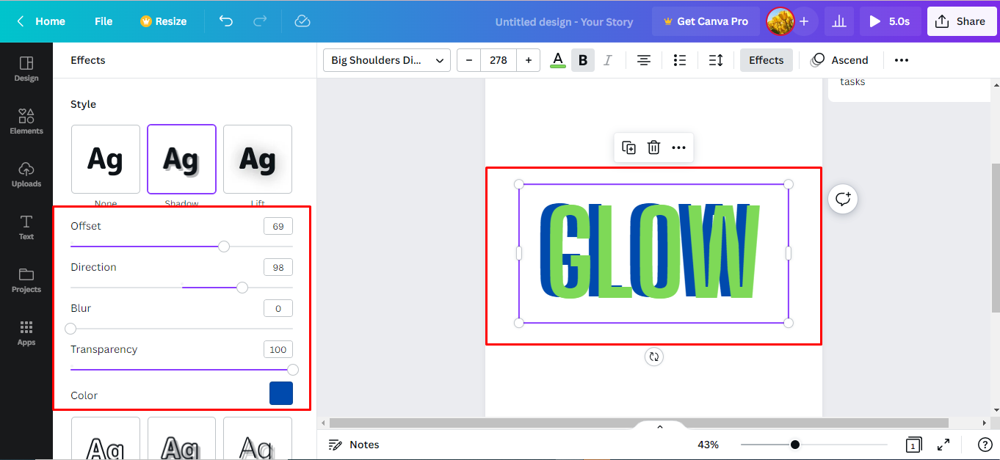 Home File Resize Untitled design - Your Story Get Canva Pro + 5.0s Share
Design
Elements
Uploads
Text
Projects
Apps
Effects
Style
Ag Ag Ag
None Shadow Lift
Offset 69
Direction 98
Blur 0
Transparency 100
Color
Ag Ag Ag
Big Shoulders Di... – 278 + A B I Effects Ascend
tasks
GLOW
Notes 43% 1 ?